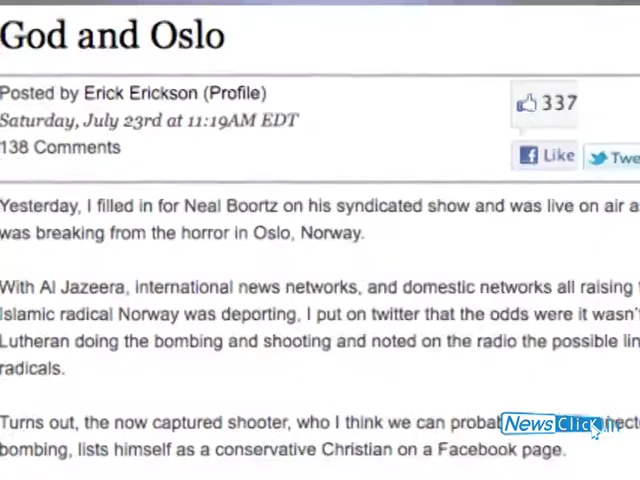 God and Oslo
Posted by Erick Erickson (Profile)
Saturday, July 23rd at 11:19AM EDT
138 Comments
337
Like
Yesterday, I filled in for Neal Boortz on his syndicated show and was live on air
was breaking from the horror in Oslo, Norway.
With Al Jazeera, international news networks, and domestic networks all raising
Islamic radical Norway was deporting, I put on twitter that the odds were it
Lutheran doing the bombing and shooting and noted on the radio the possible
radicals.
Turns out, the now captured shooter, who I think we can
NewsClick.in
bombing, lists himself as a conservative Christian on a Facebook page.